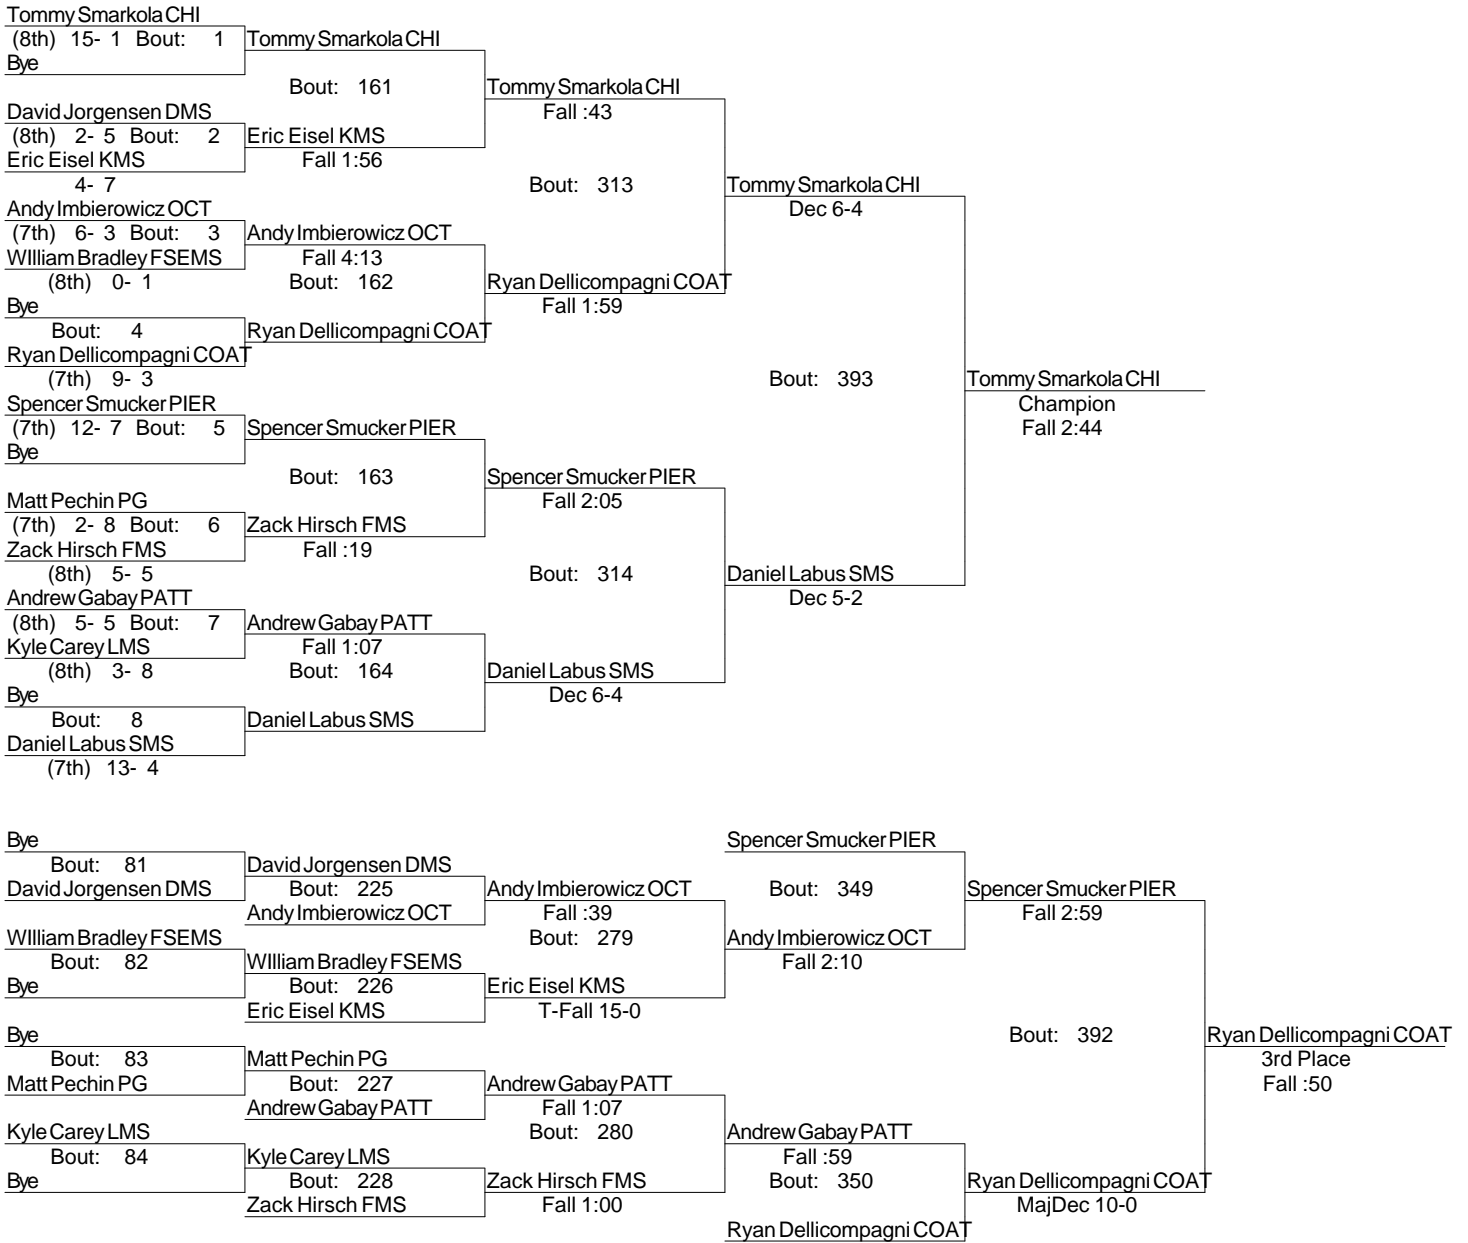 Tommy Smarkola CHI
(8th) 15- 1 Bout: 1 Tommy Smarkola CHI
Bye
Bout: 161 Tommy Smarkola CHI
David Jorgensen DMS Fall :43
(8th) 2- 5 Bout: 2 Eric Eisel KMS
Eric Eisel KMS Fall 1:56
4- 7 Bout: 313 Tommy Smarkola CHI
Andy Imbierowicz OCT Dec 6-4
(7th) 6- 3 Bout: 3 Andy Imbierowicz OCT
WIlliam Bradley FSEMS Fall 4:13
(8th) 0- 1 Bout: 162 Ryan Dellicompagni COAT
Bye Fall 1:59
Bout: 4 Ryan Dellicompagni COAT
Ryan Dellicompagni COAT
(7th) 9- 3 Bout: 393 Tommy Smarkola CHI
Spencer Smucker PIER Champion
(7th) 12- 7 Bout: 5 Spencer Smucker PIER Fall 2:44
Bye
Bout: 163 Spencer Smucker PIER
Matt Pechin PG Fall 2:05
(7th) 2- 8 Bout: 6 Zack Hirsch FMS
Zack Hirsch FMS Fall :19
(8th) 5- 5 Bout: 314 Daniel Labus SMS
Andrew Gabay PATT Dec 5-2
(8th) 5- 5 Bout: 7 Andrew Gabay PATT
Kyle Carey LMS Fall 1:07
(8th) 3- 8 Bout: 164 Daniel Labus SMS
Bye Dec 6-4
Bout: 8 Daniel Labus SMS
Daniel Labus SMS
(7th) 13- 4
Bye Spencer Smucker PIER
Bout: 81 David Jorgensen DMS
David Jorgensen DMS Bout: 225 Andy Imbierowicz OCT Bout: 349 Spencer Smucker PIER
Andy Imbierowicz OCT Fall :39 Fall 2:59
WIlliam Bradley FSEMS Bout: 279 Andy Imbierowicz OCT
Bout: 82 WIlliam Bradley FSEMS Fall 2:10
Bye Bout: 226 Eric Eisel KMS
Eric Eisel KMS T-Fall 15-0
Bye Bout: 392 Ryan Dellicompagni COAT
Bout: 83 Matt Pechin PG 3rd Place
Matt Pechin PG Bout: 227 Andrew Gabay PATT Fall :50
Andrew Gabay PATT Fall 1:07
Kyle Carey LMS Bout: 280 Andrew Gabay PATT
Bout: 84 Kyle Carey LMS Fall :59
Bye Bout: 228 Zack Hirsch FMS Bout: 350 Ryan Dellicompagni COAT
Zack Hirsch FMS Fall 1:00 MajDec 10-0
Ryan Dellicompagni COAT